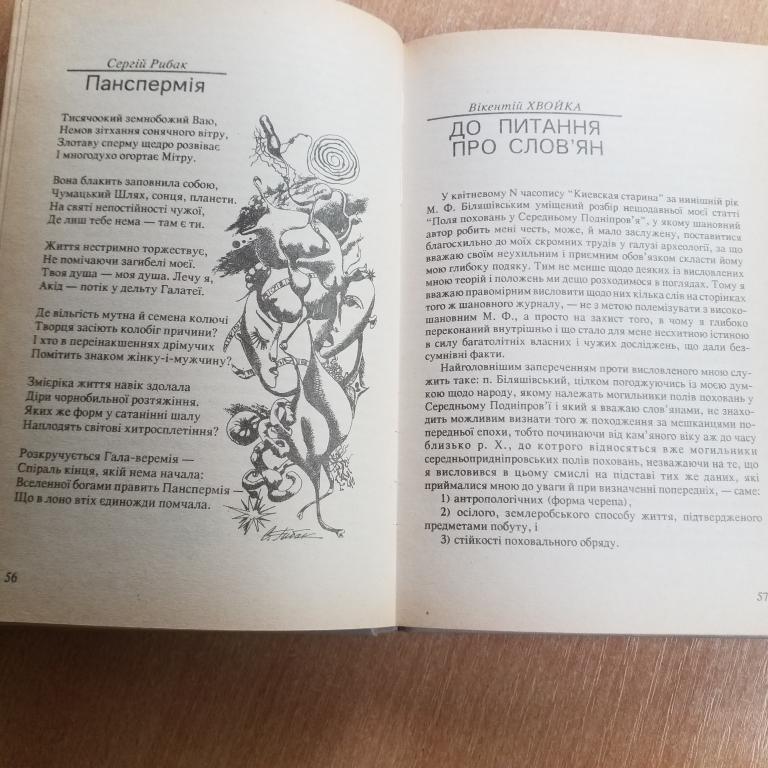 Сергій Рибак
Панспермія
Тисячоокий земнобожий Ваю,
Немов зітхання сонячного вітру,
Злотаву сперму щедро розвіває
І многодухо огортає Мітру.
Вона блакить заповнила собою,
Чумацький Шлях, сонця, планети.
На святі непостійності чужої,
Де лиш тебе нема — там є ти.
Життя нестримно торжествує,
Не помічаючи загибелі моєї.
Твоя душа — моя душа. Лечу я,
Акід — потік у дельту Галатеї.
Де вільгість мутна й семена колючі
Творця засіють колобіг причини?
І хто в переінакшеннях дрімучих
Помітить знаком жінку-і-мужчину?
Змієріка життя навік здолала
Діри чорнобильної розтяжіння.
Яких же форм у сатанінні шалу
Наплодять світові хитросплетіння?
Розкручується Гала-веремія —
Спіраль кінця, якій нема начала:
Вселенної богами править Панспермія —
Що в лоно втіх єдиножди помчала.
С. Рибак
56
Вікентій ХВОЙКА
ДО ПИТАННЯ
ПРО СЛОВ'ЯН
У квітневому N часопису "Киевская старина" за нинішній рік
М. Ф. Біляшівським уміщений розбір нещодавньої моєї статті
"Поля поховань у Середньому Подніпров'я", у якому шановний
автор робить мені честь, може, й мало заслужену, поставитися
благосхильно до моїх скромних трудів у галузі археології, за що
вважаю своїм неухильним і приємним обов'язком скласти йому
мою глибоку подяку. Тим не менше щодо деяких із висловлених
мною теорій і положень ми дещо розходимося в поглядах. Тому я
вважаю правомірним висловити щодо них кілька слів на сторінках
того ж шановного журналу, — не з метою полемізувати з високо-
шановним М. Ф., а просто на захист того, в чому я глибоко
переконаний внутрішньо і що стало для мене несхитною істиною
в силу багатолітніх власних і чужих досліджень, що дали без-
сумнівні факти.
Найголовнішим запереченням проти висловленого мною слу-
жить таке: п. Біляшівський, цілком погоджуючись із моєю дум-
кою щодо народу, якому належать могильники полів поховань у
Середньому Подніпров'ї і який я вважаю слов'янами, не знахо-
дить можливим визнати того ж походження за мешканцями по-
передньої епохи, тобто починаючи від кам'яного віку аж до часу
близько р. Х., до котрого відносяться вже могильники
середньопридніпровських полів поховань, незважаючи на те, що
я висловився в цьому смислі на підставі тих же даних, які
приймалися мною до уваги й при визначенні попередніх, — саме:
1) антропологічних (форма черепа),
2) осілого, землеробського способу життя, підтвердженого
предметами побуту, і
3) стійкості поховального обряду.
57